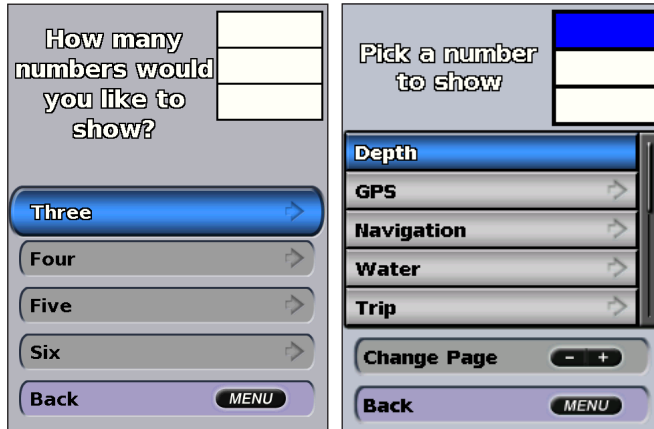 How many
numbers would
you like to
show?
Three
Four
Five
Six
Back MENU
Pick a number
to show
Depth
GPS
Navigation
Water
Trip
Change Page - +
Back MENU